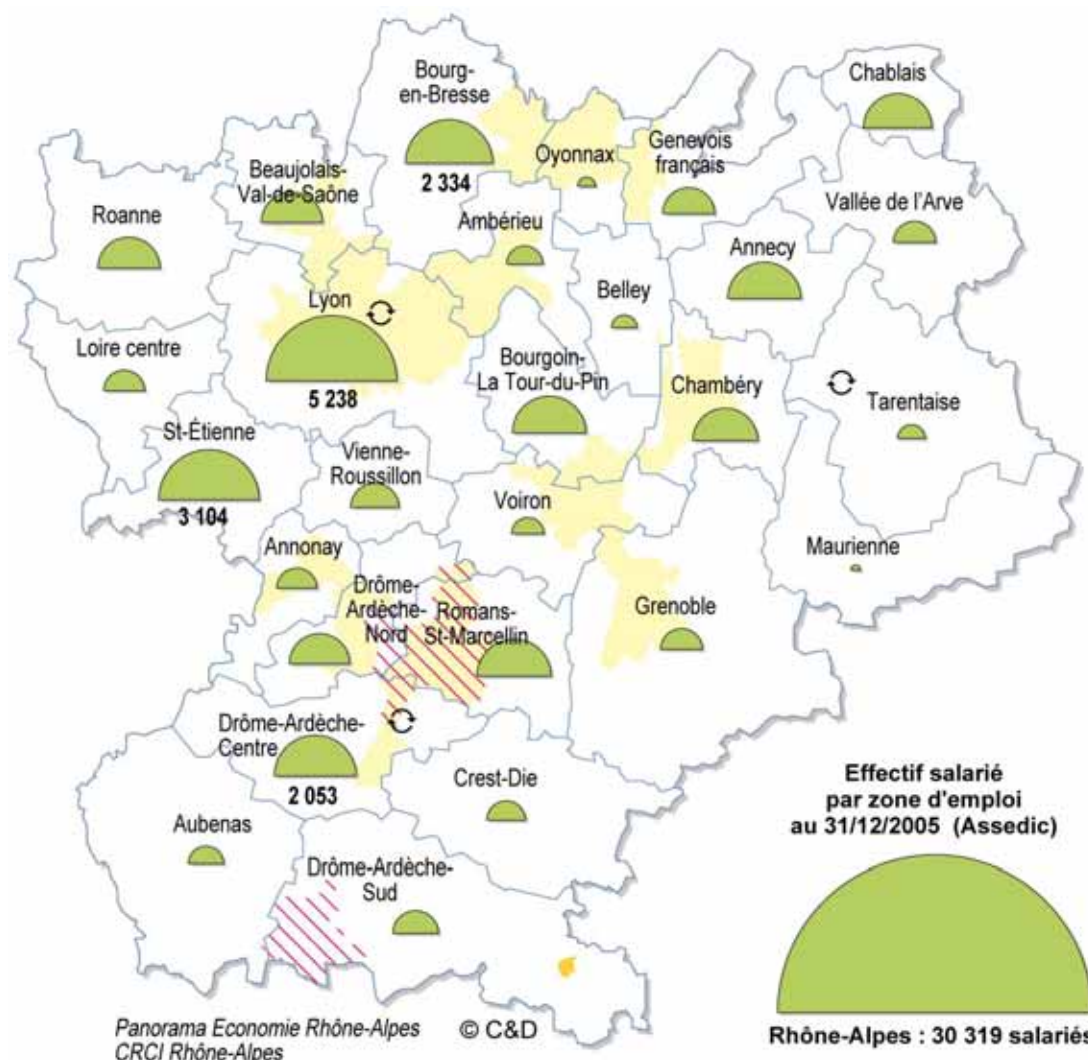 Bourg-
en-Bresse
2 334
Chablais
Oyonnax
Genevois
français
Beaujolais-
Val-de-Saône
Roanne
Ambérieu
Vallée de l'Arve
Annecy
Belley
Lyon
5 238
Loire centre
Bourgoin-
La Tour-du-Pin
Chambéry
Tarentaise
St-Étienne
3 104
Vienne-
Roussillon
Voiron
Maurienne
Annonay
Drôme-
Ardèche-
Nord
Romans-
St-Marcellin
Grenoble
Drôme-Ardèche-
Centre
2 053
Crest-Die
Aubenas
Drôme-Ardèche-
Sud
Effectif salarié
par zone d'emploi
au 31/12/2005 (Assedic)
Rhône-Alpes : 30 319 salariés
Panorama Economie Rhône-Alpes © C&D
CRCI Rhône-Alpes